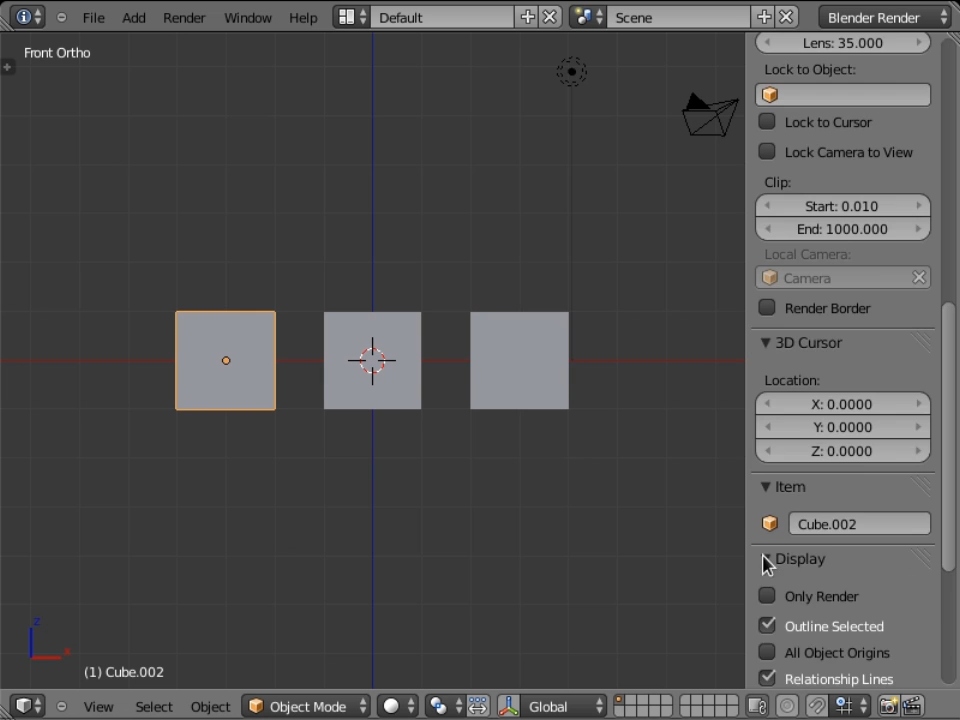 File Add Render Window Help Default Scene Blender Render
Front Ortho
Lens: 35.000
Lock to Object:
Lock to Cursor
Lock Camera to View
Clip:
Start: 0.010
End: 1000.000
Local Camera:
Camera
Render Border
3D Cursor
Location:
X: 0.0000
Y: 0.0000
Z: 0.0000
Item
Cube.002
Display
Only Render
Outline Selected
All Object Origins
Relationship Lines
z
x
(1) Cube.002
View Select Object Object Mode Global